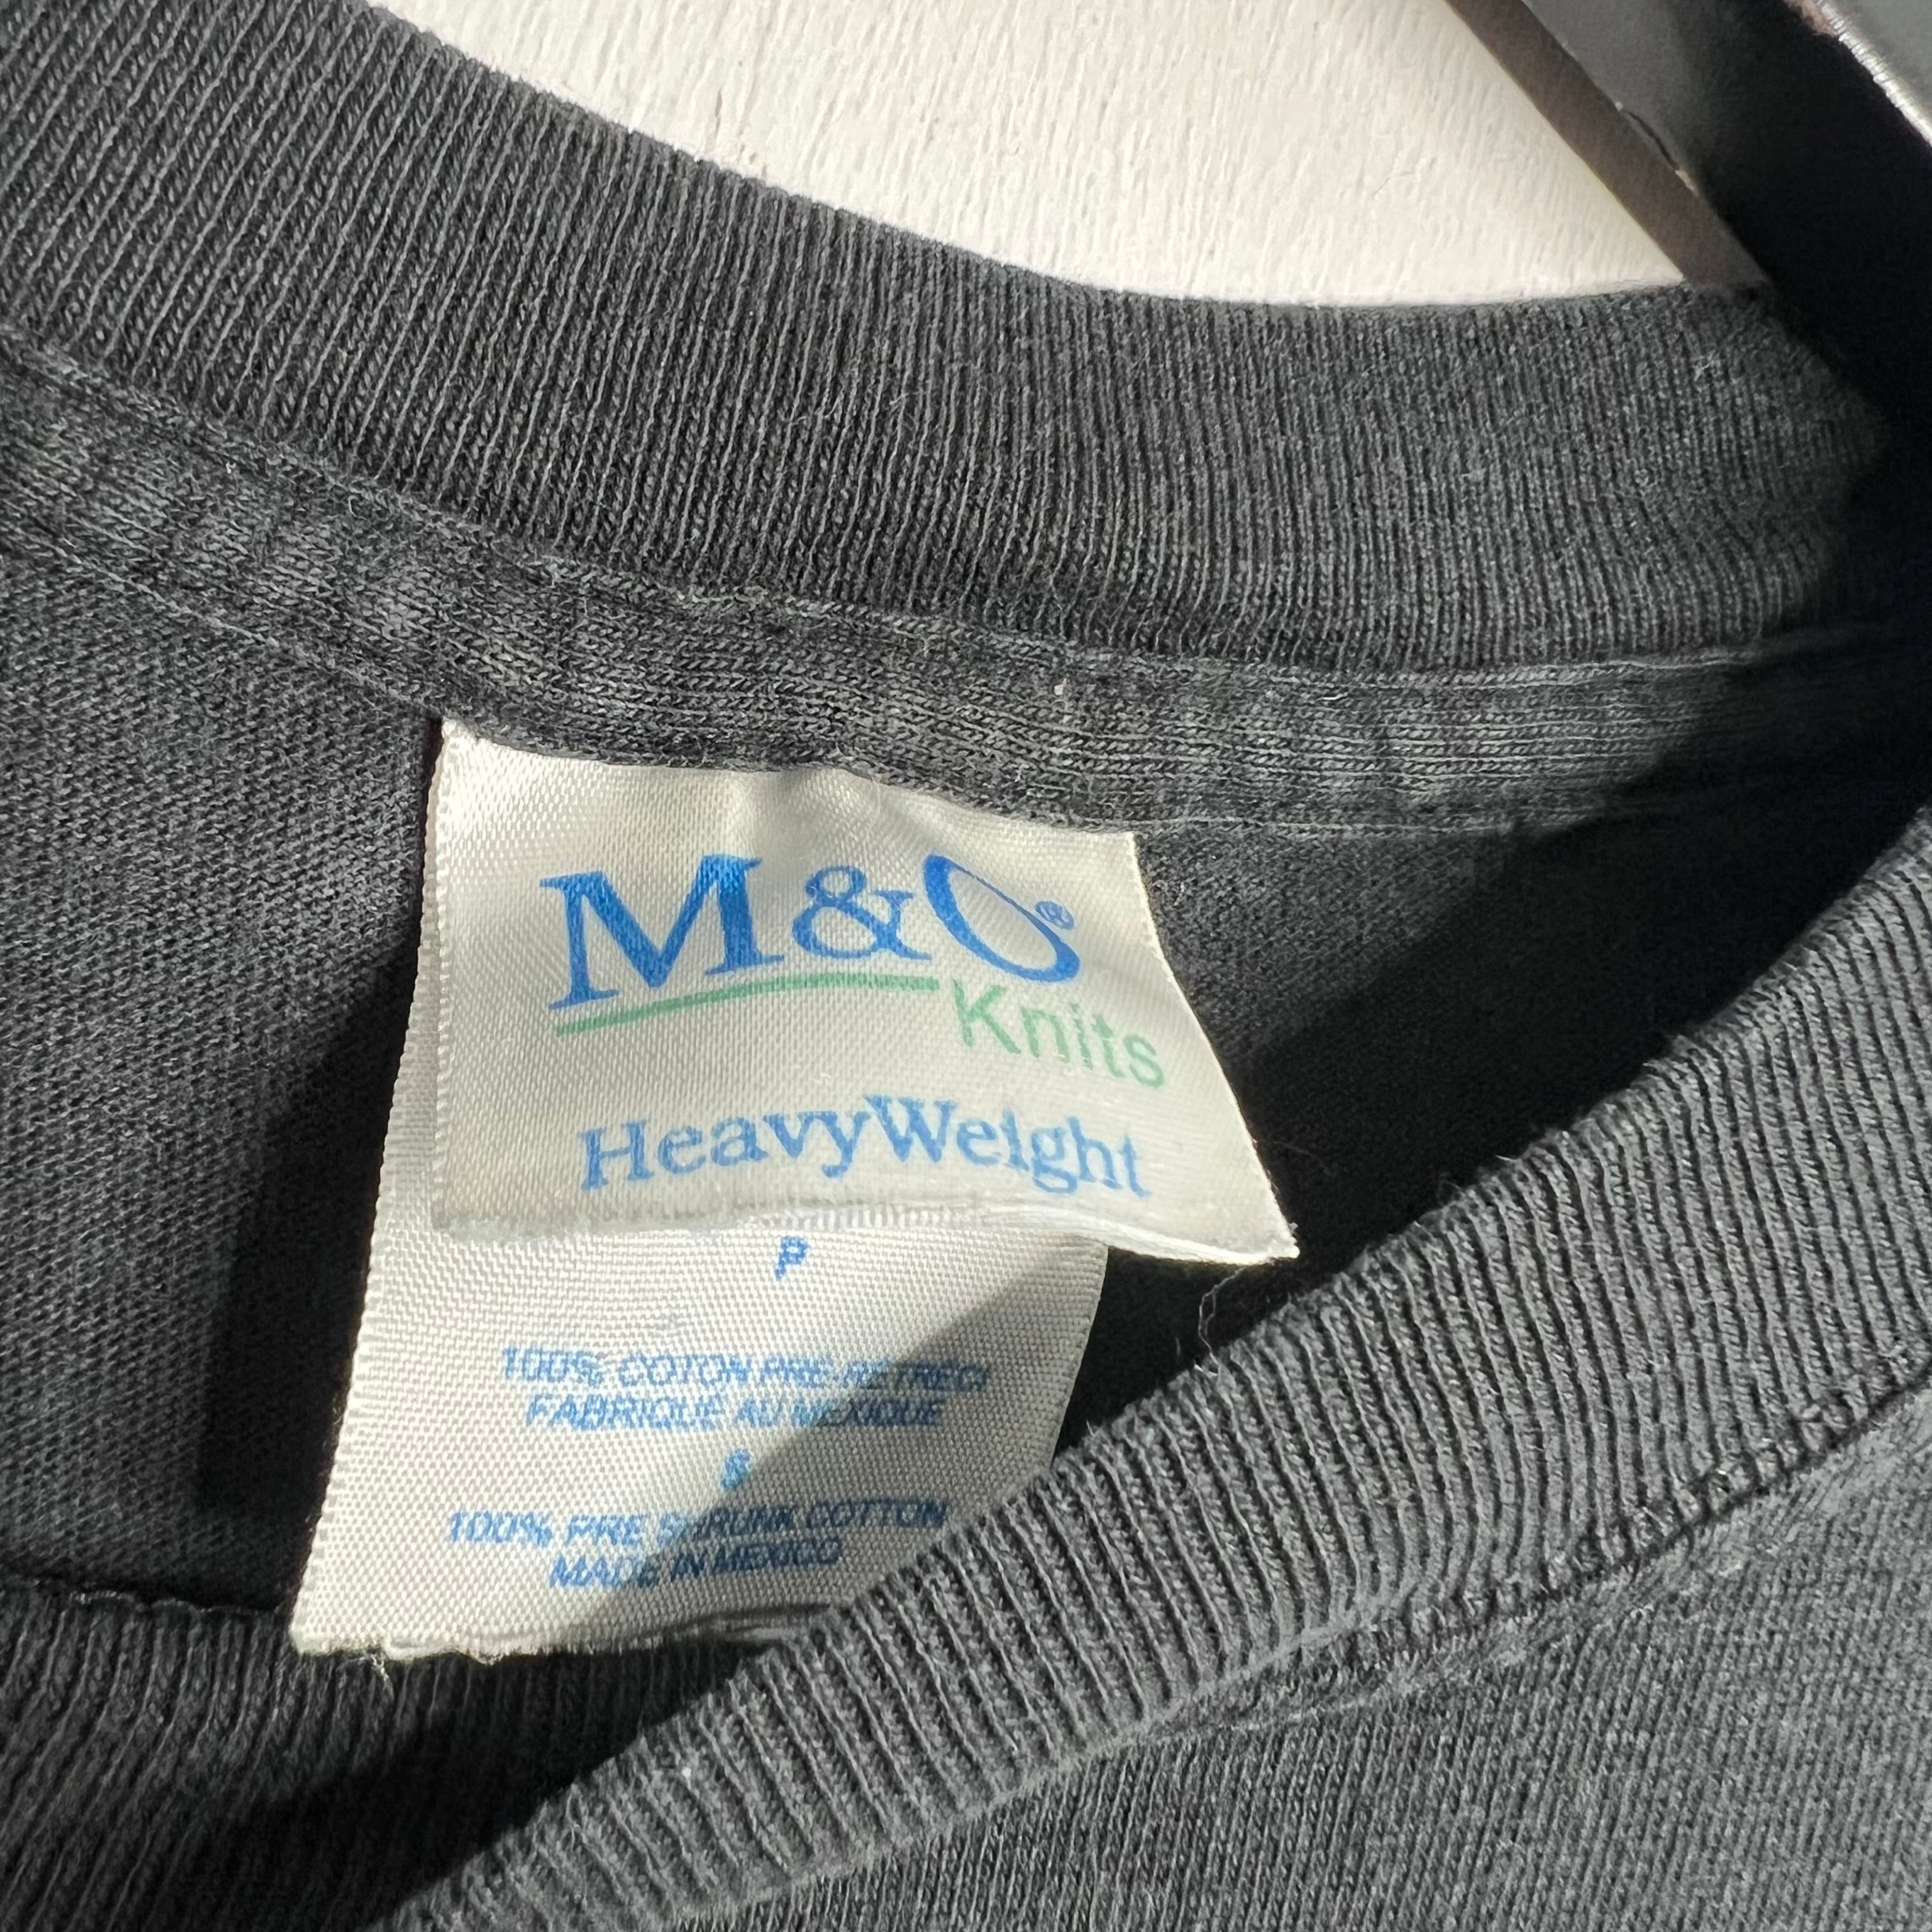 M&O®
Knits
HeavyWeight
P
100% COTON PRE-RETRECI
FABRIQUE AU MEXIQUE
S
100% PRE SHRUNK COTTON
MADE IN MEXICO